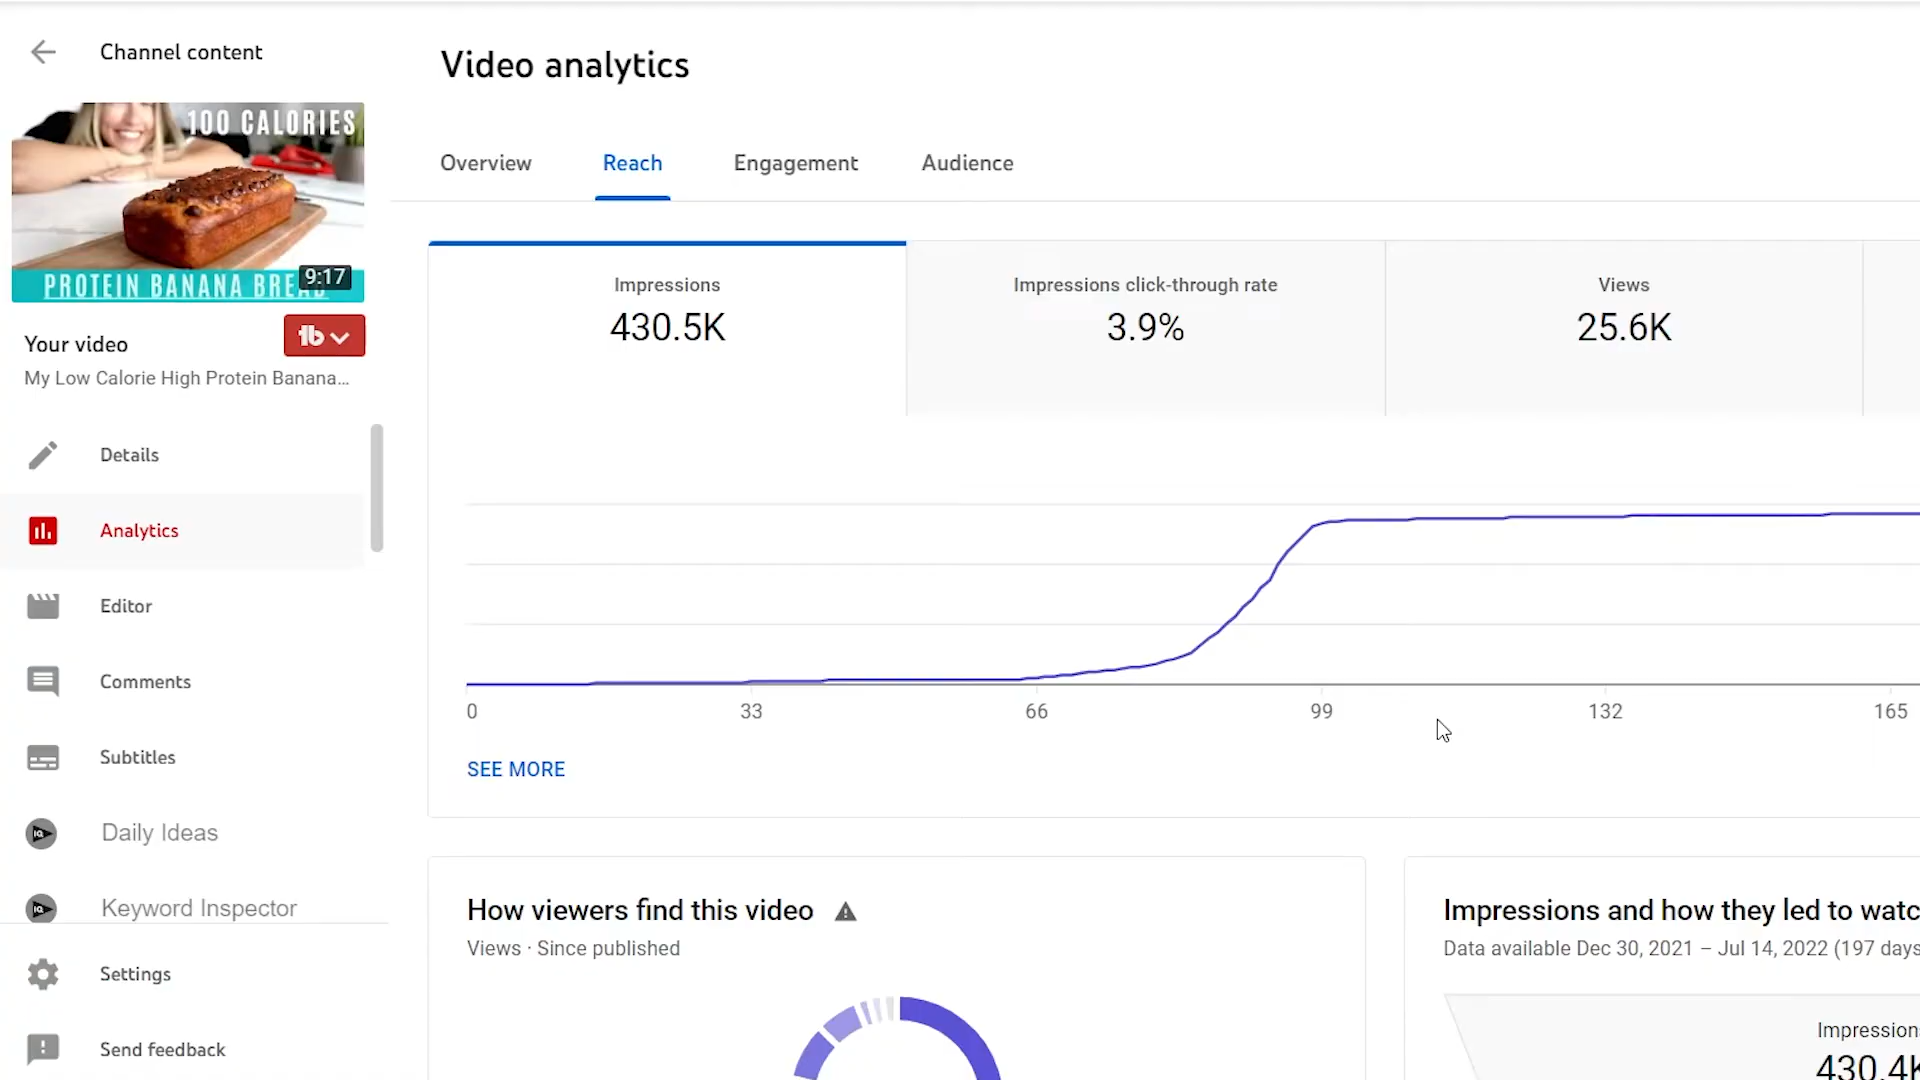 Channel content
100 CALORIES
9:17
PROTEIN BANANA BREAD
Your video
My Low Calorie High Protein Banana...
Details
Analytics
Editor
Comments
Subtitles
Daily Ideas
Keyword Inspector
Settings
Send feedback
Video analytics
Overview
Reach
Engagement
Audience
Impressions
430.5K
Impressions click-through rate
3.9%
Views
25.6K
0 33 66 99 132 165
SEE MORE
How viewers find this video
Views · Since published
Impressions and how they led to watc
Data available Dec 30, 2021 – Jul 14, 2022 (197 days
Impression
430.4K